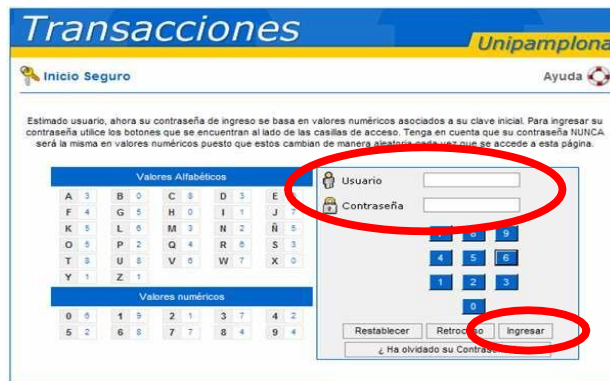 Transacciones
Unipamplona
Inicio Seguro
Ayuda
Estimado usuario, ahora su contraseña de ingreso se basa en valores numéricos asociados a su clave inicial. Para ingresar su
contraseña utilice los botones que se encuentran al lado de las casillas de acceso. Tenga en cuenta que su contraseña NUNCA
será la misma en valores numéricos puesto que estos cambian de manera aleatoria cada vez que se accede a esta página.
Valores Alfabéticos
A 3 B 0 C 8 D 3 E
F 4 G 5 H 0 I 1 J 7
K 5 L 6 M 3 N 2 Ñ 5
O 5 P 2 Q 4 R 6 S 3
T 8 U 8 V 6 W 7 X 0
Y 1 Z 1
Valores numéricos
0 6 1 9 2 1 3 7 4 2
5 2 6 8 7 7 8 4 9 4
Usuario
Contraseña
7 8 9
4 5 6
1 2 3
0
Restablecer Retroceso Ingresar
¿ Ha olvidado su